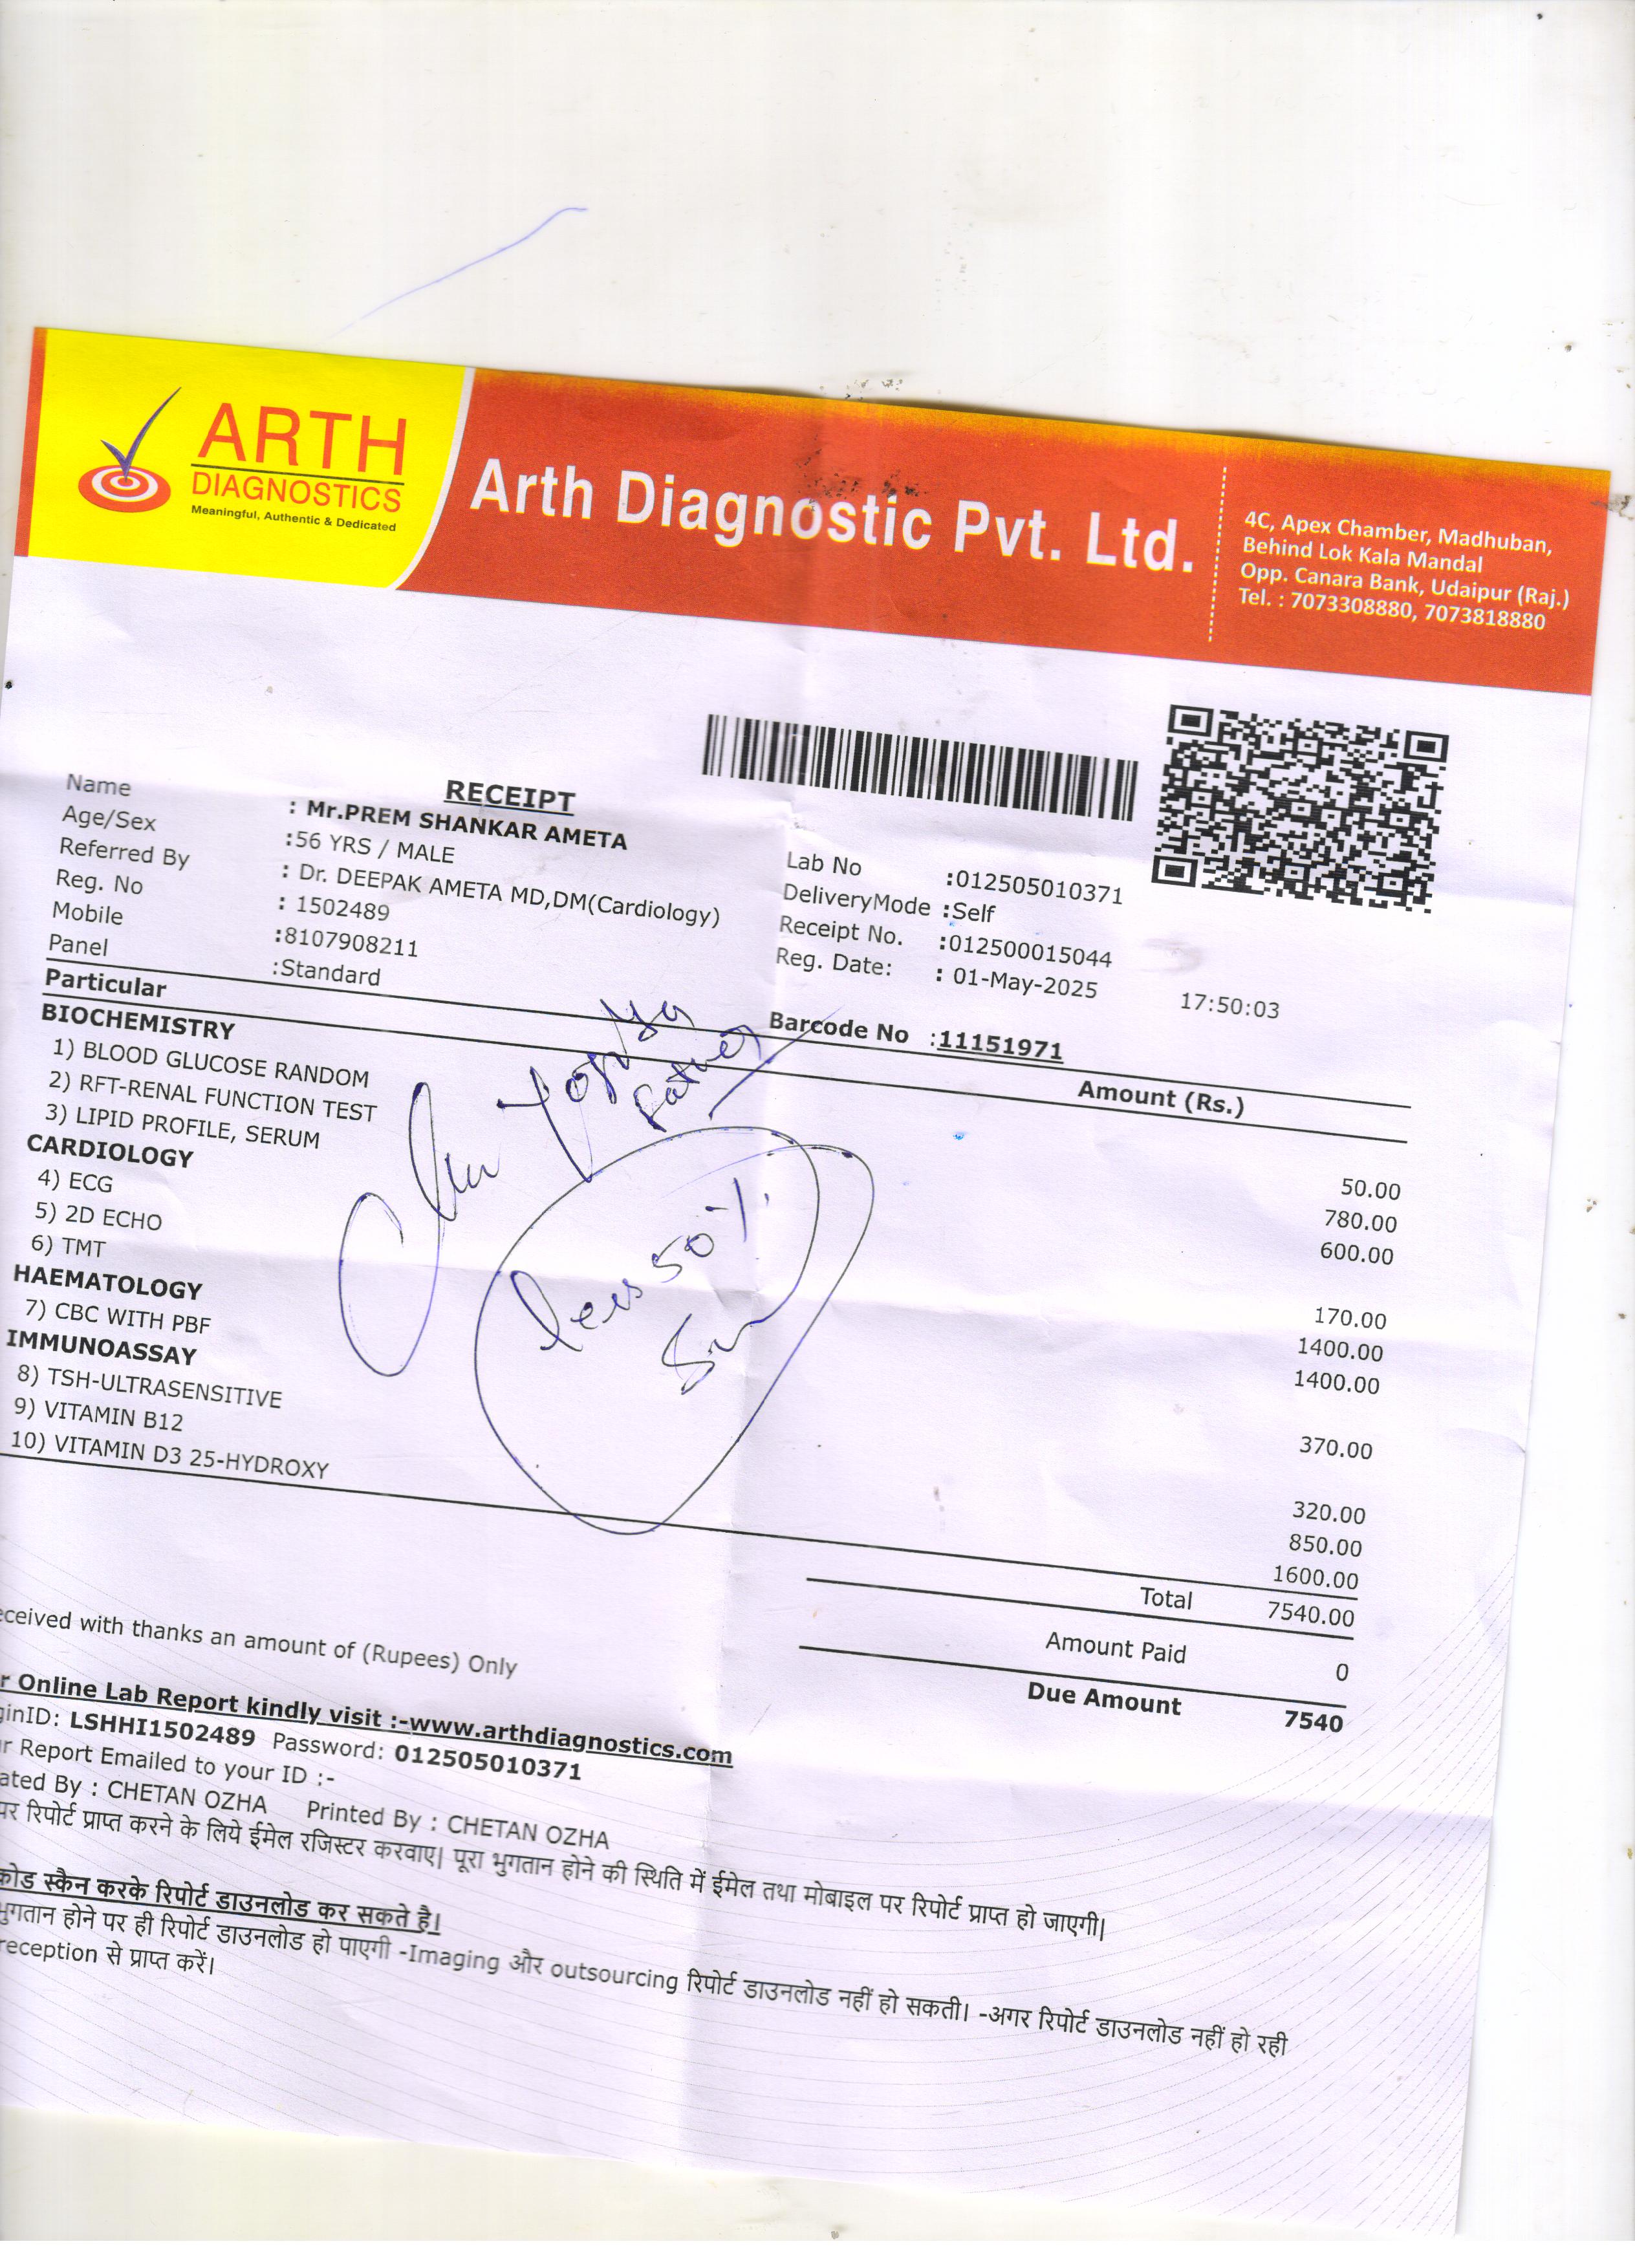 ARTH
DIAGNOSTICS
Meaningful, Authentic & Dedicated
Arth Diagnostic Pvt. Ltd.
4C, Apex Chamber, Madhuban,
Behind Lok Kala Mandal
Opp. Canara Bank, Udaipur (Raj.)
Tel. : 7073308880, 7073818880
RECEIPT
Name : Mr.PREM SHANKAR AMETA
Age/Sex :56 YRS / MALE
Referred By : Dr. DEEPAK AMETA MD,DM(Cardiology)
Reg. No : 1502489
Mobile :8107908211
Panel :Standard
Lab No :012505010371
DeliveryMode :Self
Receipt No. :012500015044
Reg. Date: : 01-May-2025 17:50:03
Barcode No :11151971
Particular Amount (Rs.)
BIOCHEMISTRY
1) BLOOD GLUCOSE RANDOM 50.00
2) RFT-RENAL FUNCTION TEST 780.00
3) LIPID PROFILE, SERUM 600.00
CARDIOLOGY
4) ECG 170.00
5) 2D ECHO 1400.00
6) TMT 1400.00
HAEMATOLOGY
7) CBC WITH PBF 370.00
IMMUNOASSAY
8) TSH-ULTRASENSITIVE 320.00
9) VITAMIN B12 850.00
10) VITAMIN D3 25-HYDROXY 1600.00
less 50%
Total 7540.00
Amount Paid 0
Due Amount 7540
eceived with thanks an amount of (Rupees) Only
r Online Lab Report kindly visit :-www.arthdiagnostics.com
ginID: LSHHI1502489 Password: 012505010371
r Report Emailed to your ID :-
ated By : CHETAN OZHA Printed By : CHETAN OZHA
पर रिपोर्ट प्राप्त करने के लिये ईमेल रजिस्टर करवाए। पूरा भुगतान होने की स्थिति में ईमेल तथा मोबाइल पर रिपोर्ट प्राप्त हो जाएगी।
कोड स्कैन करके रिपोर्ट डाउनलोड कर सकते है।
भुगतान होने पर ही रिपोर्ट डाउनलोड हो पाएगी -Imaging और outsourcing रिपोर्ट डाउनलोड नहीं हो सकती। -अगर रिपोर्ट डाउनलोड नहीं हो रही
reception से प्राप्त करें।